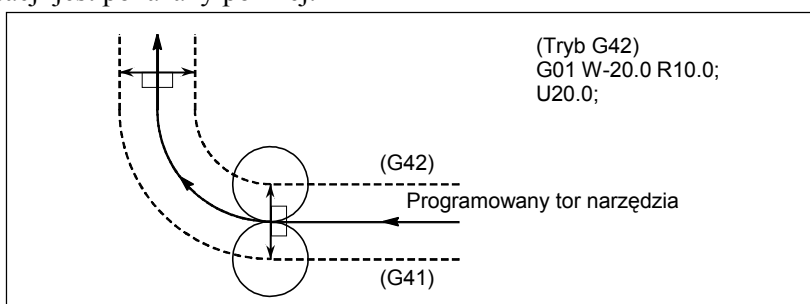 (Tryb G42)
G01 W-20.0 R10.0;
U20.0;
(G42)
Programowany tor narzędzia
(G41)